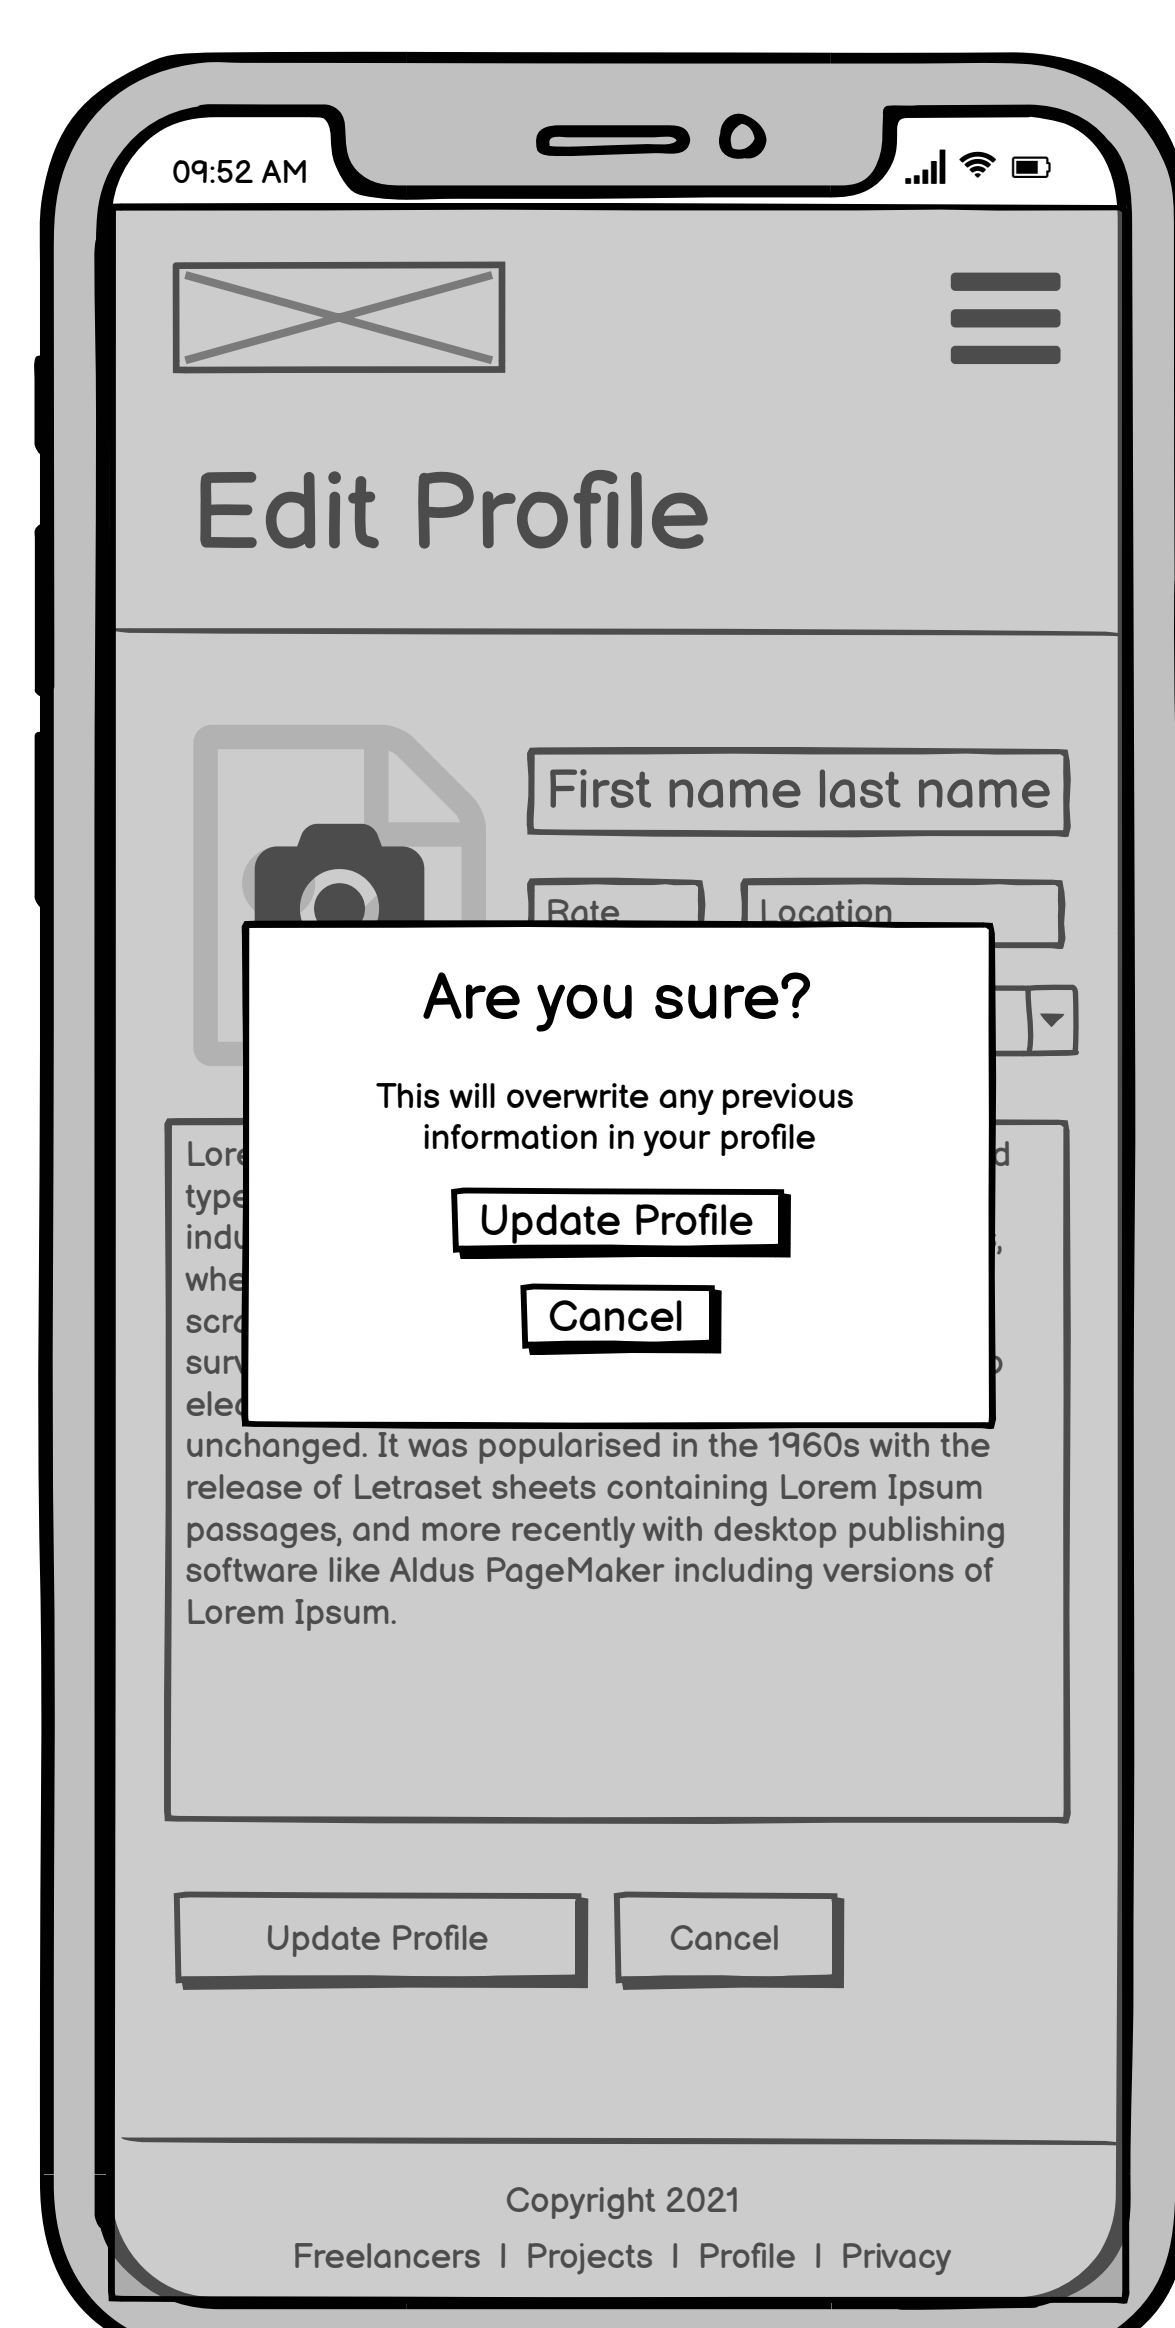 09:52 AM
Edit Profile
First name last name
Rate Location
Are you sure?
This will overwrite any previous
information in your profile
Update Profile
Cancel
unchanged. It was popularised in the 1960s with the
release of Letraset sheets containing Lorem Ipsum
passages, and more recently with desktop publishing
software like Aldus PageMaker including versions of
Lorem Ipsum.
Update Profile Cancel
Copyright 2021
Freelancers | Projects | Profile | Privacy